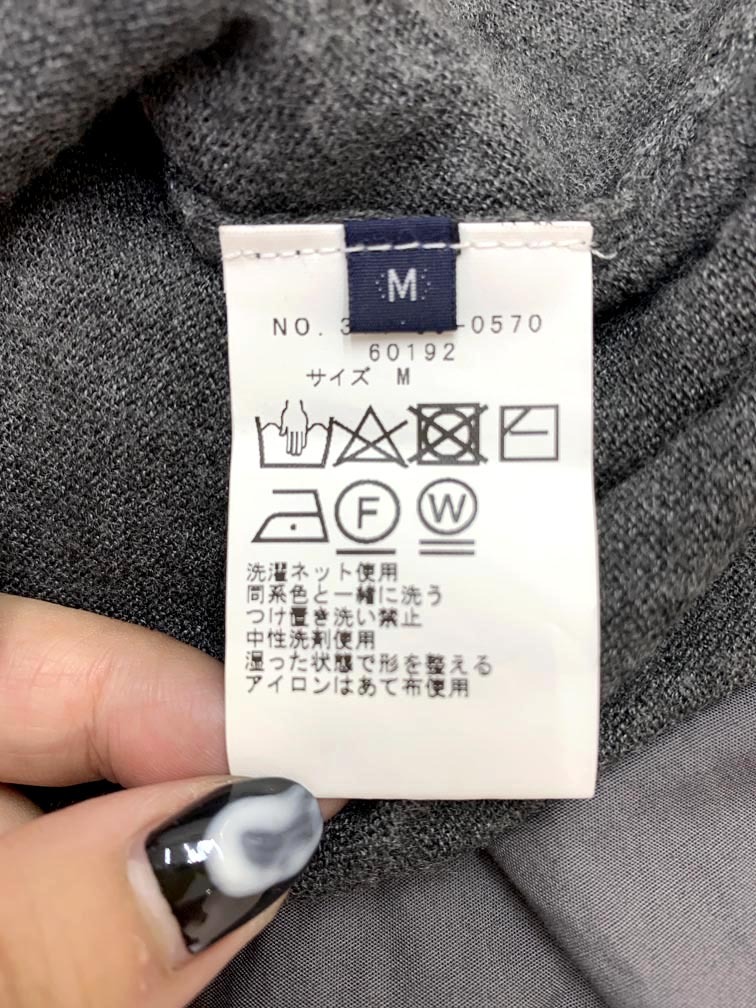 M
NO. 3 -0570
60192
サイズ M
F W
洗濯ネット使用
同系色と一緒に洗う
つけ置き洗い禁止
中性洗剤使用
湿った状態で形を整える
アイロンはあて布使用